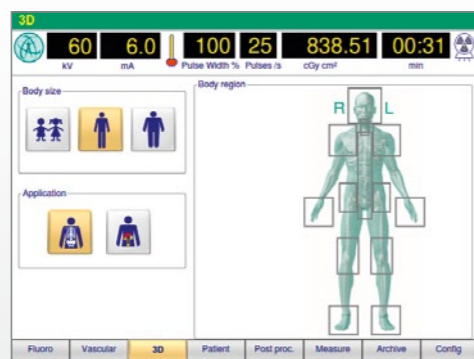 3D
60 6.0 100 25 838.51 00:31
kV mA Pulse Width % Pulses /s cGy cm² min
Body size
Body region
R L
Application
Fluoro Vascular 3D Patient Post proc. Measure Archive Config